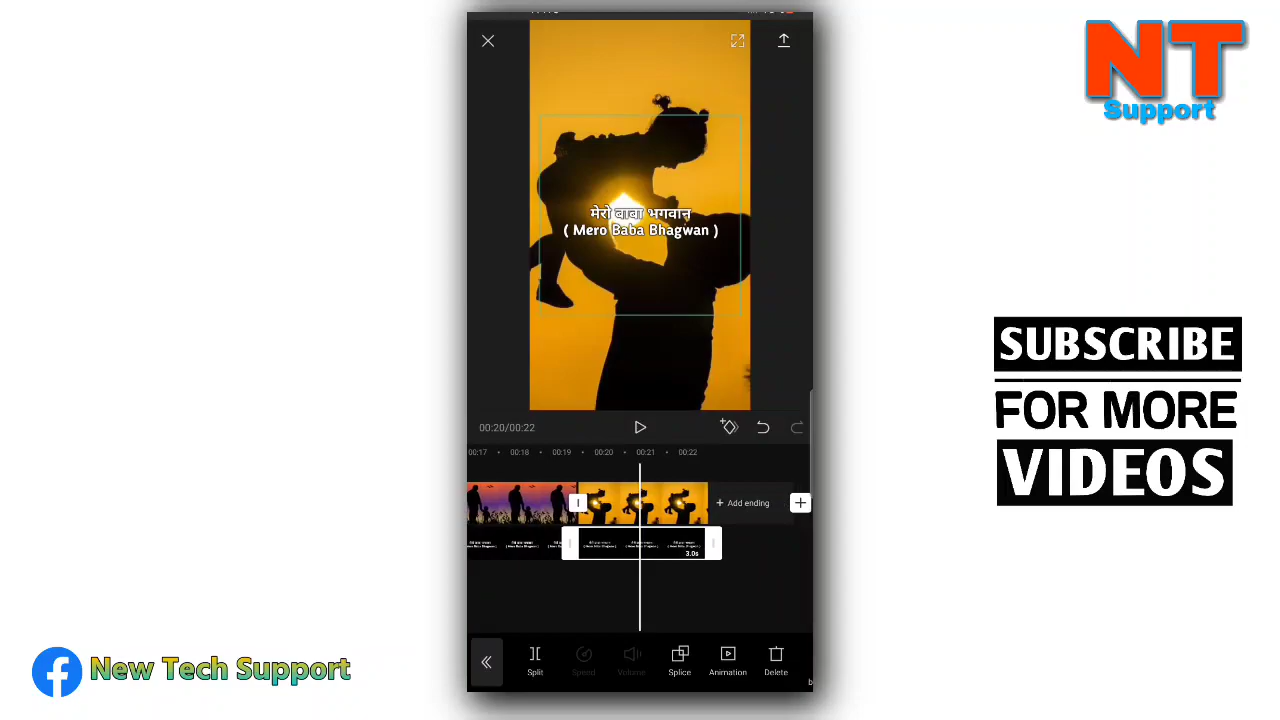 NT
Support
मेरो बाबा भगवान
( Mero Baba Bhagwan )
SUBSCRIBE
FOR MORE
VIDEOS
00:20/00:22
00:17 00:18 00:19 00:20 00:21 00:22
+ Add ending
3.0s
Split Speed Volume Splice Animation Delete
New Tech Support